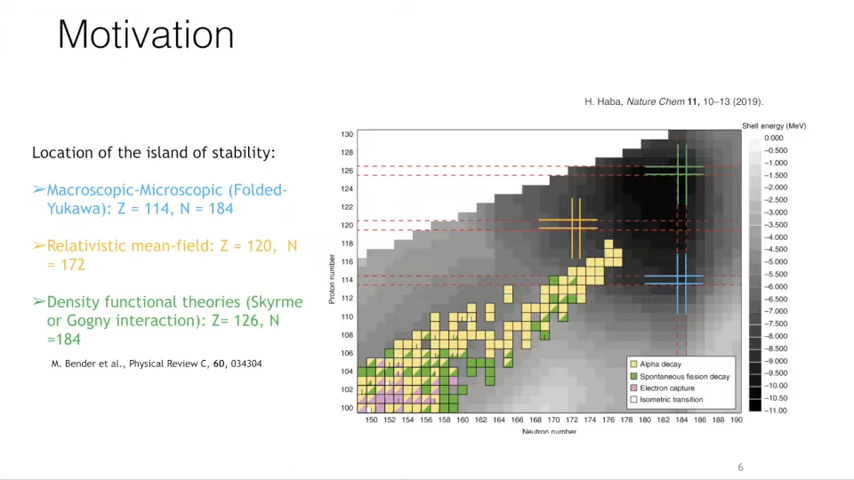 Motivation
H. Haba, Nature Chem 11, 10–13 (2019).
Location of the island of stability:
➢Macroscopic-Microscopic (Folded-
Yukawa): Z = 114, N = 184
➢Relativistic mean-field: Z = 120, N
= 172
➢Density functional theories (Skyrme
or Gogny interaction): Z= 126, N
=184
M. Bender et al., Physical Review C, 60, 034304
Shell energy (MeV)
0.000
–0.500
–1.000
–1.500
–2.000
–2.500
–3.000
–3.500
–4.000
–4.500
–5.000
–5.500
–6.000
–6.500
–7.000
–7.500
–8.000
–8.500
–9.000
–9.500
–10.00
–10.50
–11.00
Proton number
130
128
126
124
122
120
118
116
114
112
110
108
106
104
102
100
Alpha decay
Spontaneous fission decay
Electron capture
Isometric transition
150 152 154 156 158 160 162 164 166 168 170 172 174 176 178 180 182 184 186 188 190
Neutron number
6